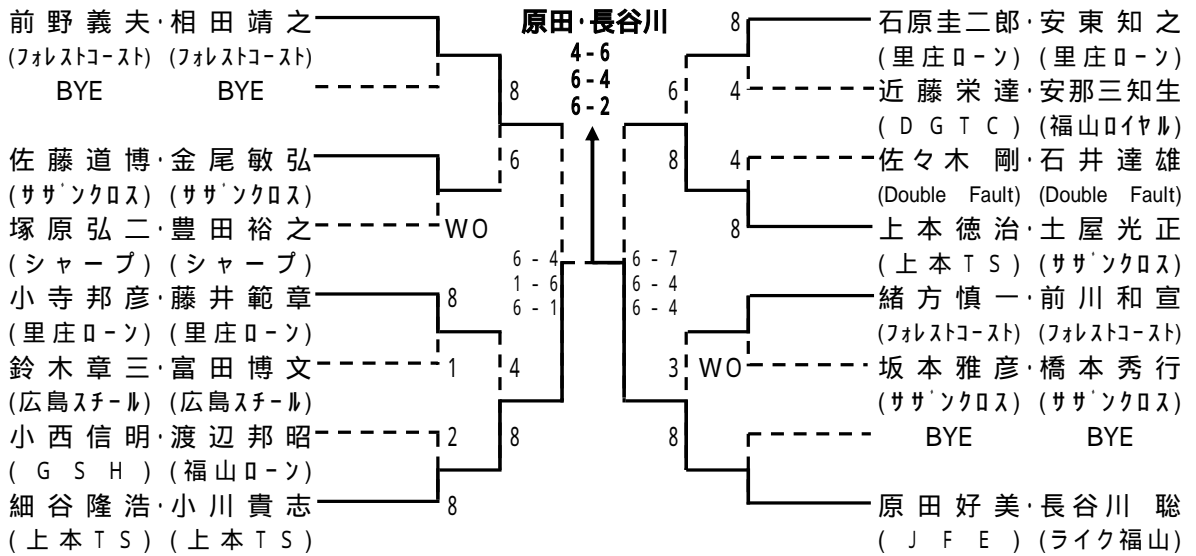 前野義夫・相田靖之
(フォレストコースト) (フォレストコースト)
BYE BYE
8
佐藤道博・金尾敏弘
6
(サザンクロス) (サザンクロス)
塚原弘二・豊田裕之
WO
(シャープ) (シャープ)
小寺邦彦・藤井範章
8
(里庄ローン) (里庄ローン)
鈴木章三・富田博文
1
4
(広島スチール) (広島スチール)
小西信明・渡辺邦昭
2
8
(GSH) (福山ローン)
細谷隆浩・小川貴志
8
(上本TS) (上本TS)
6-4
1-6
6-1
原田・長谷川
4-6
6-4
6-2
6-7
6-4
6-4
8
石原圭二郎・安東知之
(里庄ローン) (里庄ローン)
6
4
近藤栄達・安那三知生
(DGTC) (福山ロイヤル)
8
4
佐々木 剛・石井達雄
(Double Fault) (Double Fault)
8
上本徳治・土屋光正
(上本TS) (サザンクロス)
緒方慎一・前川和宣
(フォレストコースト) (フォレストコースト)
3
WO
坂本雅彦・橋本秀行
(サザンクロス) (サザンクロス)
8
BYE BYE
原田好美・長谷川 聡
(JFE) (ライク福山)